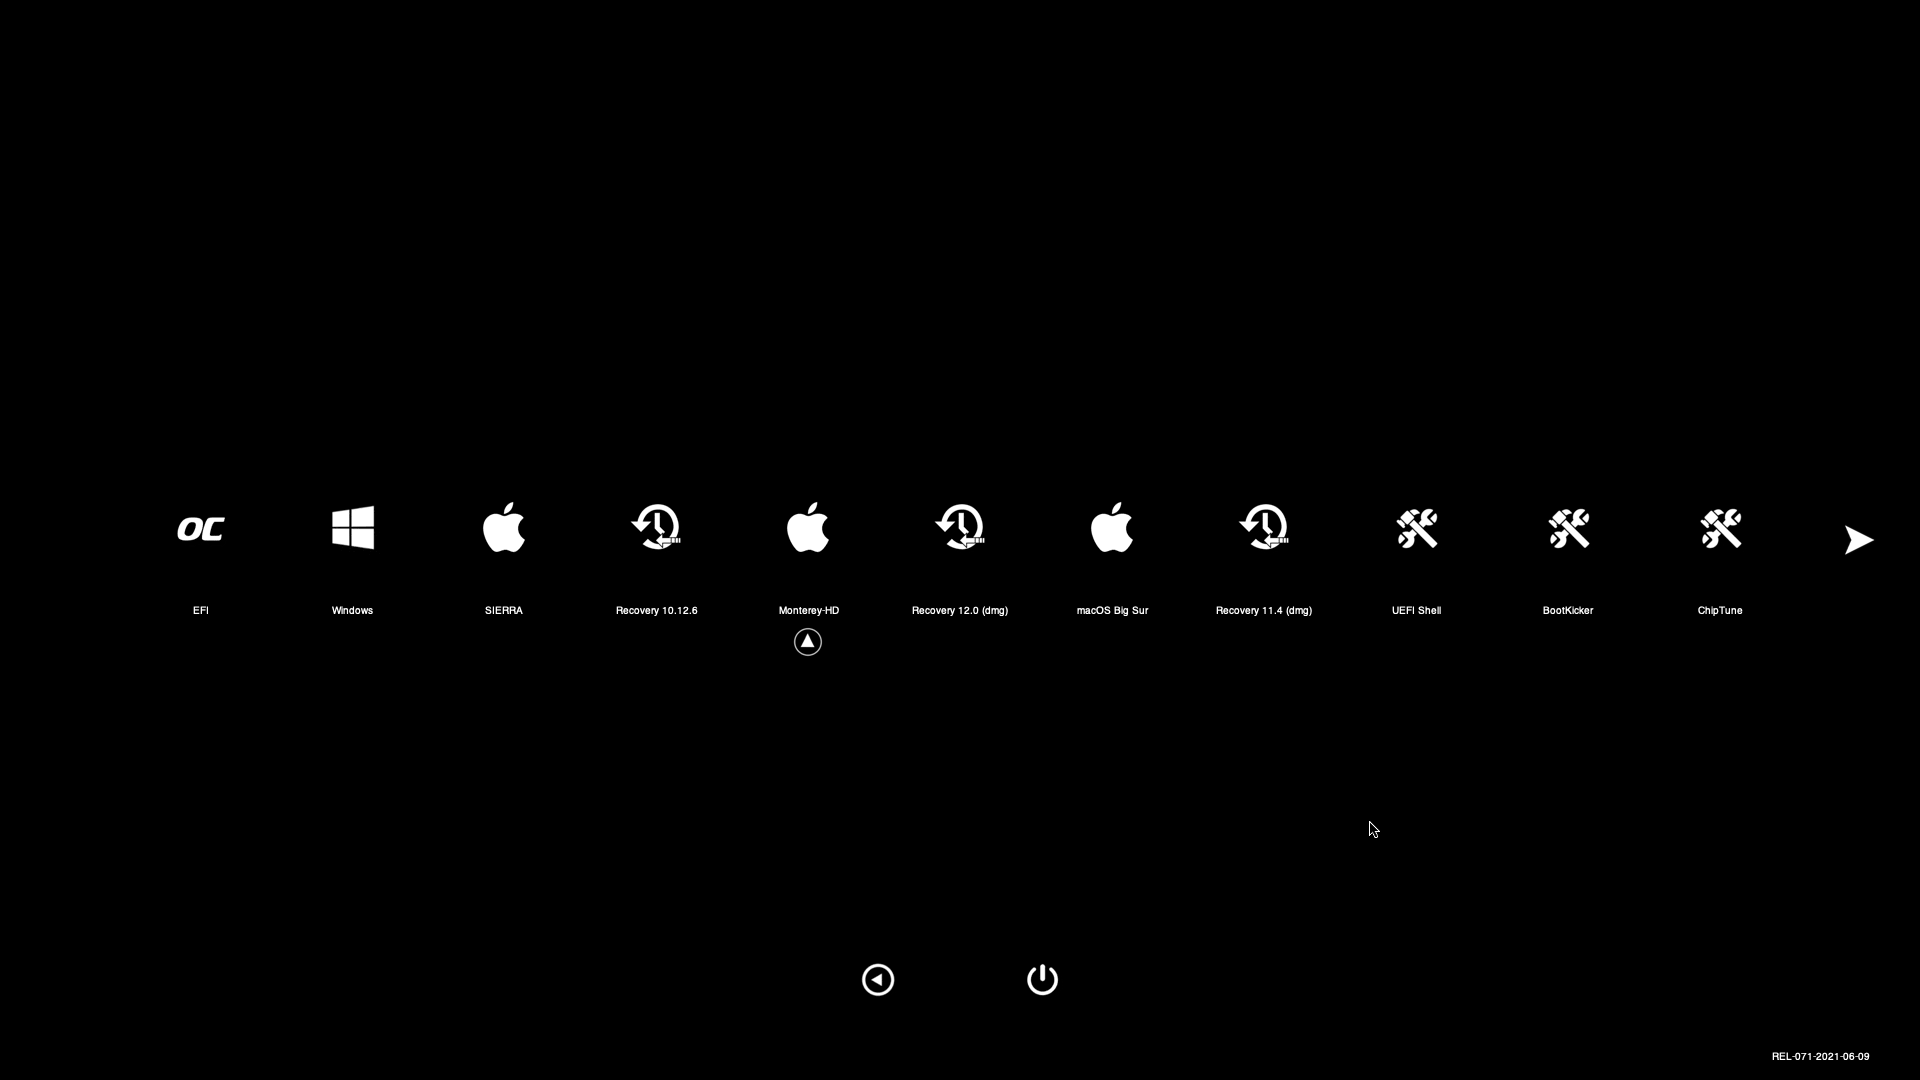 OC
EFI
Windows
SIERRA
Recovery 10.12.6
Monterey-HD
Recovery 12.0 (dmg)
macOS Big Sur
Recovery 11.4 (dmg)
UEFI Shell
BootKicker
ChipTune
REL-071-2021-06-09